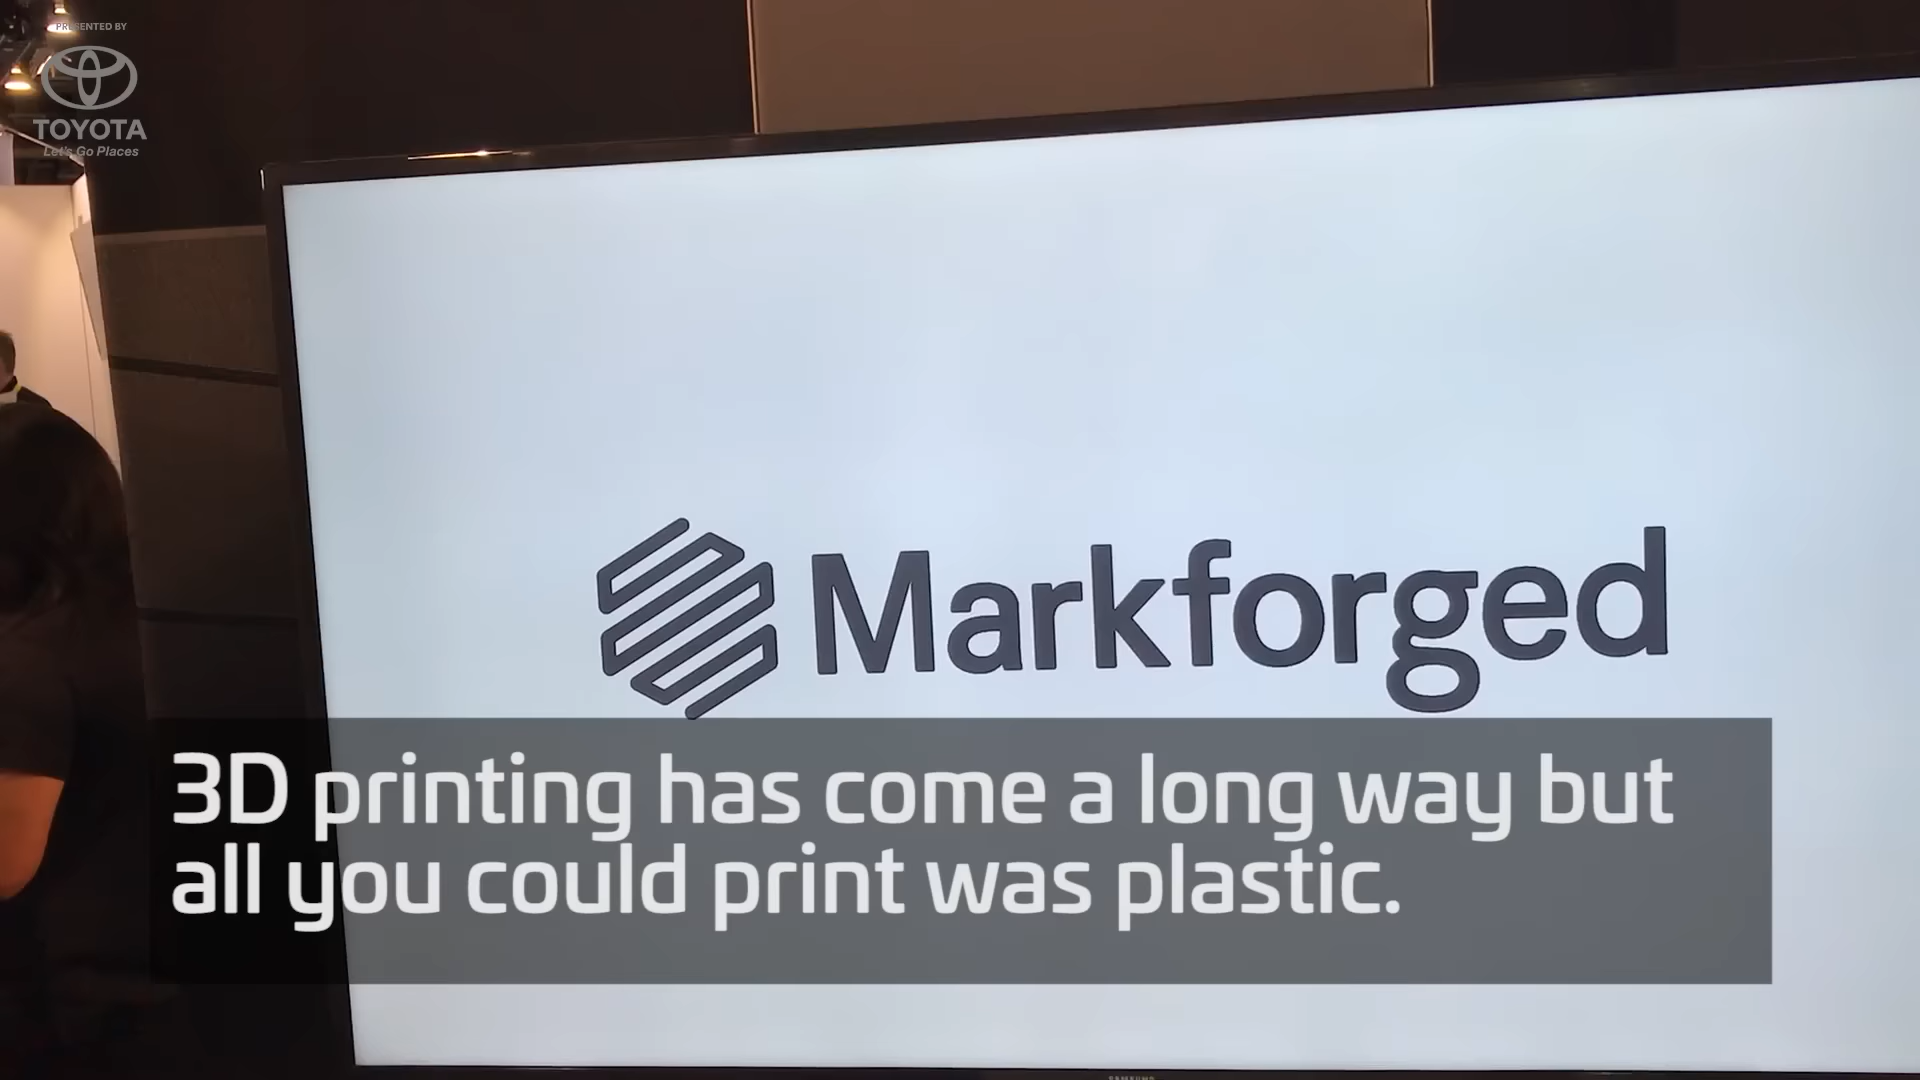 PRESENTED BY
TOYOTA
Let's Go Places
Markforged
3D printing has come a long way but
all you could print was plastic.
SAMSUNG